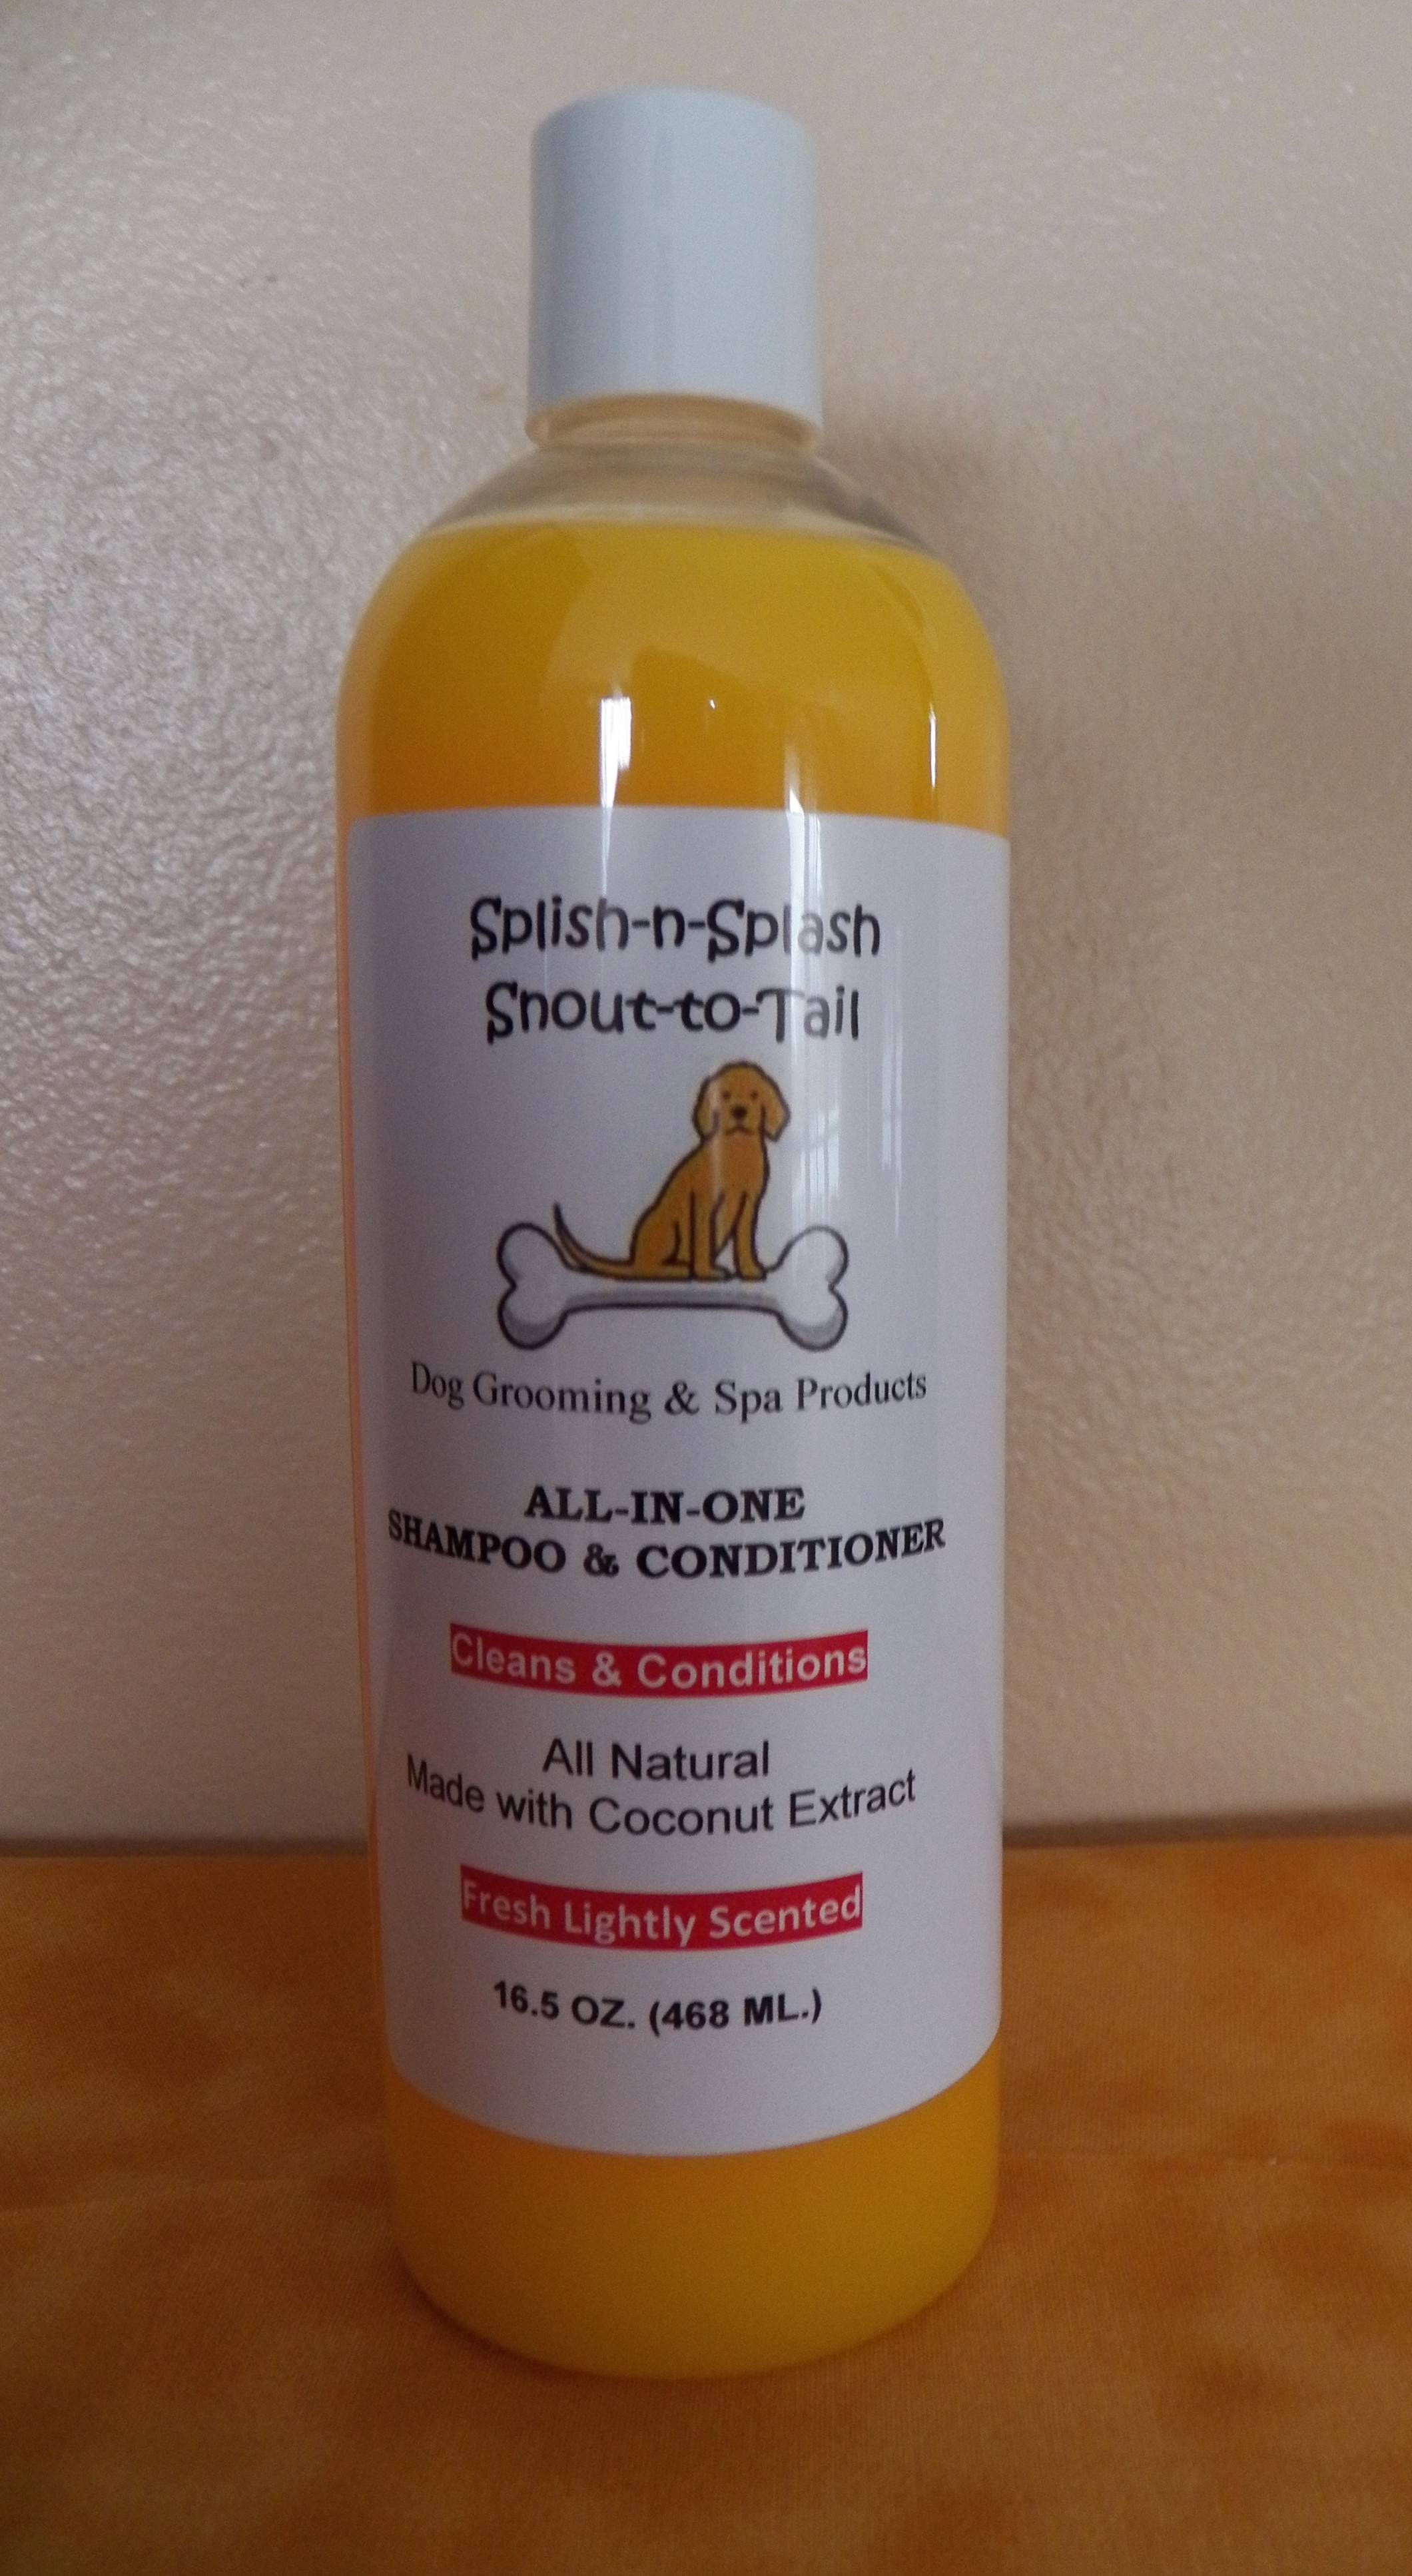 Splish-n-Splash
Snout-to-Tail
Dog Grooming & Spa Products
ALL-IN-ONE
SHAMPOO & CONDITIONER
Cleans & Conditions
All Natural
Made with Coconut Extract
Fresh Lightly Scented
16.5 OZ. (468 ML.)